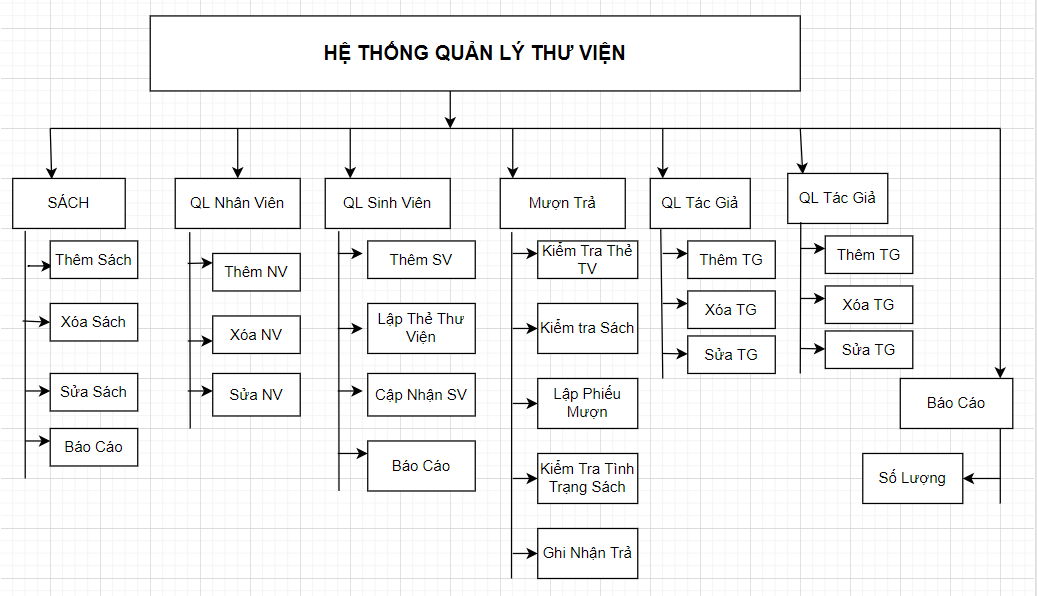 HỆ THỐNG QUẢN LÝ THƯ VIỆN
SÁCH
Thêm Sách
Xóa Sách
Sửa Sách
Báo Cáo
QL Nhân Viên
Thêm NV
Xóa NV
Sửa NV
QL Sinh Viên
Thêm SV
Lập Thẻ Thư
Viện
Cập Nhận SV
Báo Cáo
Mượn Trả
Kiểm Tra Thẻ
TV
Kiểm tra Sách
Lập Phiếu
Mượn
Kiểm Tra Tình
Trạng Sách
Ghi Nhận Trả
QL Tác Giả
Thêm TG
Xóa TG
Sửa TG
QL Tác Giả
Thêm TG
Xóa TG
Sửa TG
Báo Cáo
Số Lượng